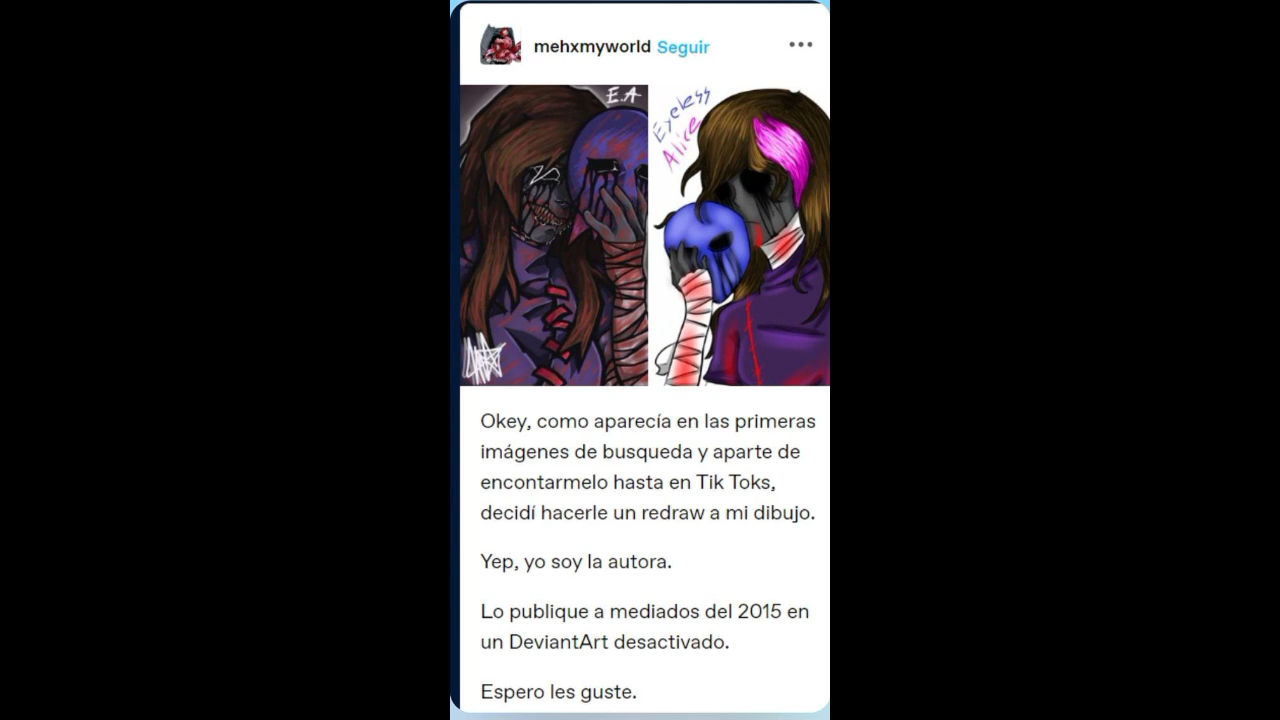 mehxmyworld Seguir
E.A
Eyeless
Alice
Okey, como aparecía en las primeras
imágenes de busqueda y aparte de
encontarmelo hasta en Tik Toks,
decidí hacerle un redraw a mi dibujo.
Yep, yo soy la autora.
Lo publique a mediados del 2015 en
un DeviantArt desactivado.
Espero les guste.